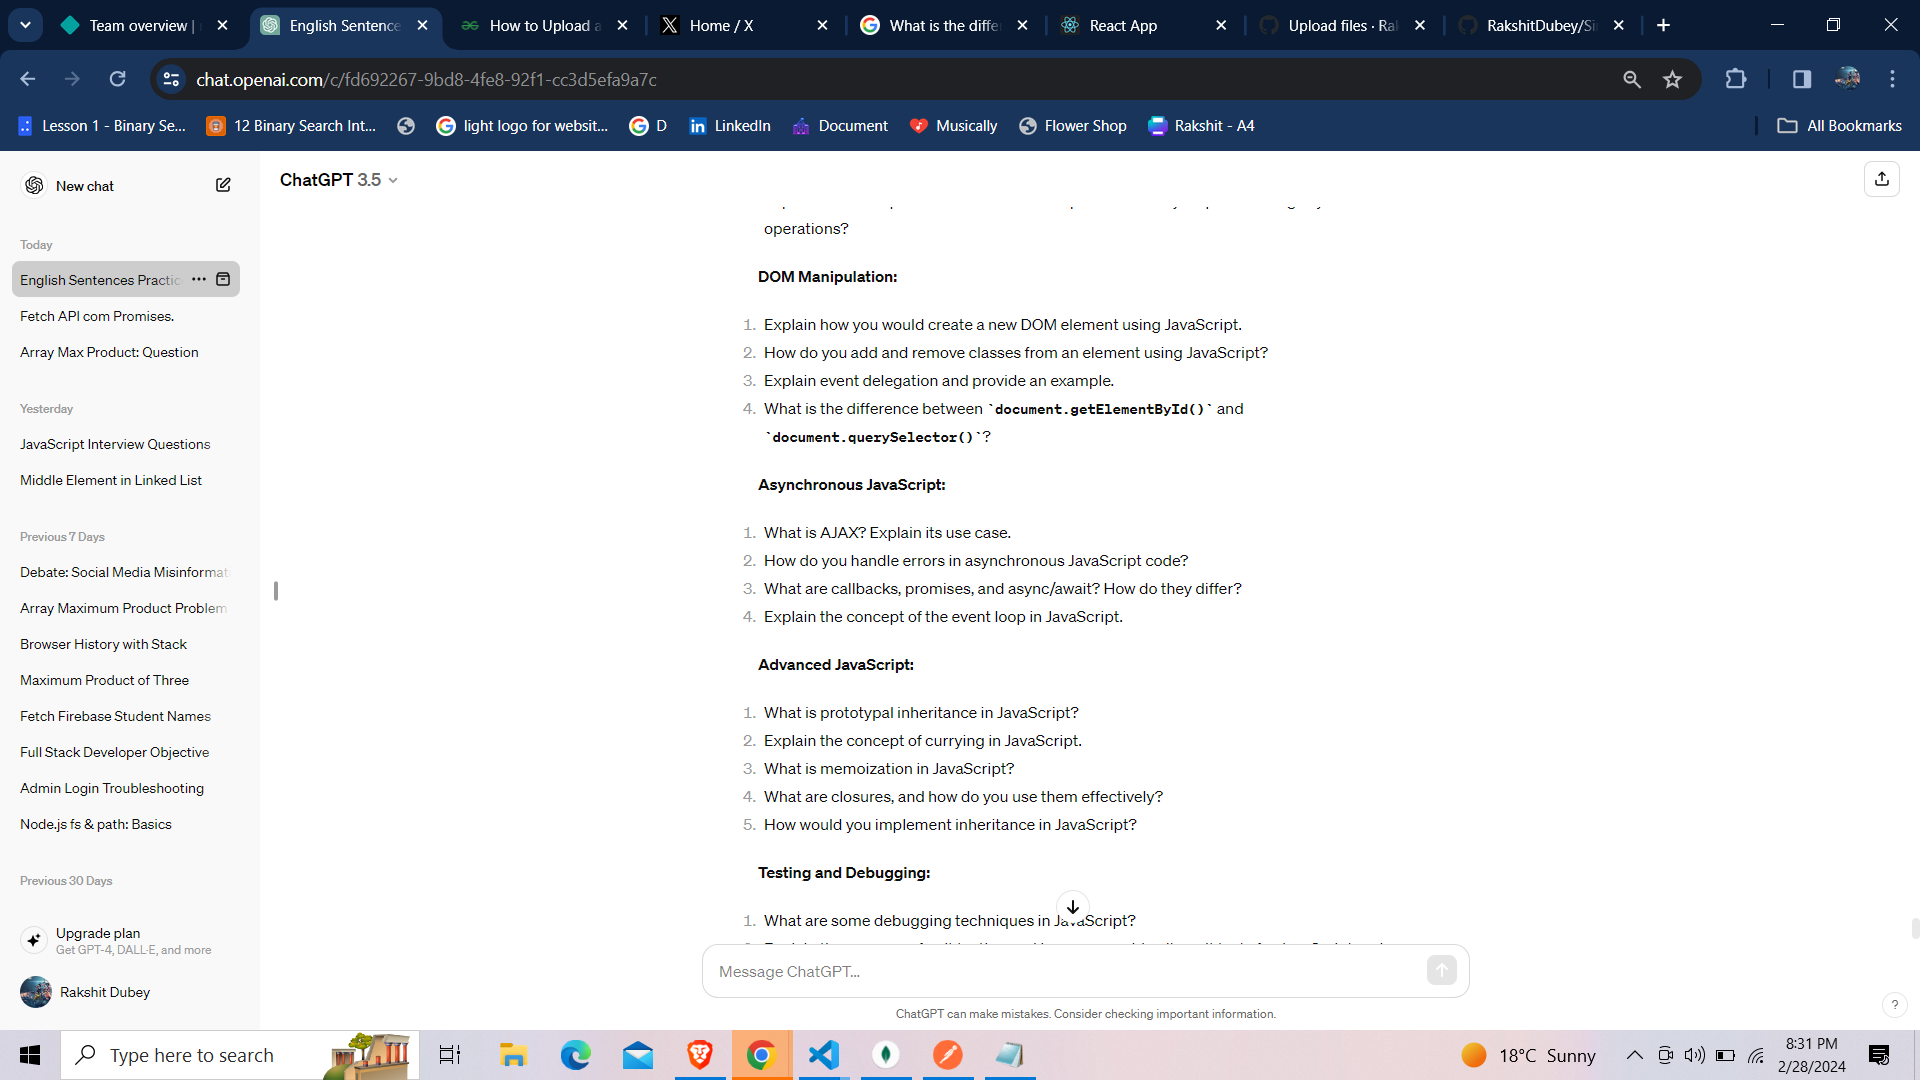 Team overview |
English Sentence
How to Upload a
Home / X
What is the diffe
React App
Upload files · Ra
RakshitDubey/Si
chat.openai.com/c/fd692267-9bd8-4fe8-92f1-cc3d5efa9a7c
Lesson 1 - Binary Se...
12 Binary Search Int...
light logo for websit...
D
LinkedIn
Document
Musically
Flower Shop
Rakshit - A4
All Bookmarks
New chat
ChatGPT 3.5
Today
English Sentences Practic
Fetch API com Promises.
Array Max Product: Question
Yesterday
JavaScript Interview Questions
Middle Element in Linked List
Previous 7 Days
Debate: Social Media Misinformat
Array Maximum Product Problem
Browser History with Stack
Maximum Product of Three
Fetch Firebase Student Names
Full Stack Developer Objective
Admin Login Troubleshooting
Node.js fs & path: Basics
Previous 30 Days
Upgrade plan
Get GPT-4, DALL·E, and more
Rakshit Dubey
operations?
DOM Manipulation:
1. Explain how you would create a new DOM element using JavaScript.
2. How do you add and remove classes from an element using JavaScript?
3. Explain event delegation and provide an example.
4. What is the difference between `document.getElementById()` and
`document.querySelector()`?
Asynchronous JavaScript:
1. What is AJAX? Explain its use case.
2. How do you handle errors in asynchronous JavaScript code?
3. What are callbacks, promises, and async/await? How do they differ?
4. Explain the concept of the event loop in JavaScript.
Advanced JavaScript:
1. What is prototypal inheritance in JavaScript?
2. Explain the concept of currying in JavaScript.
3. What is memoization in JavaScript?
4. What are closures, and how do you use them effectively?
5. How would you implement inheritance in JavaScript?
Testing and Debugging:
1. What are some debugging techniques in JavaScript?
Message ChatGPT...
ChatGPT can make mistakes. Consider checking important information.
?
Type here to search
18°C Sunny
8:31 PM
2/28/2024